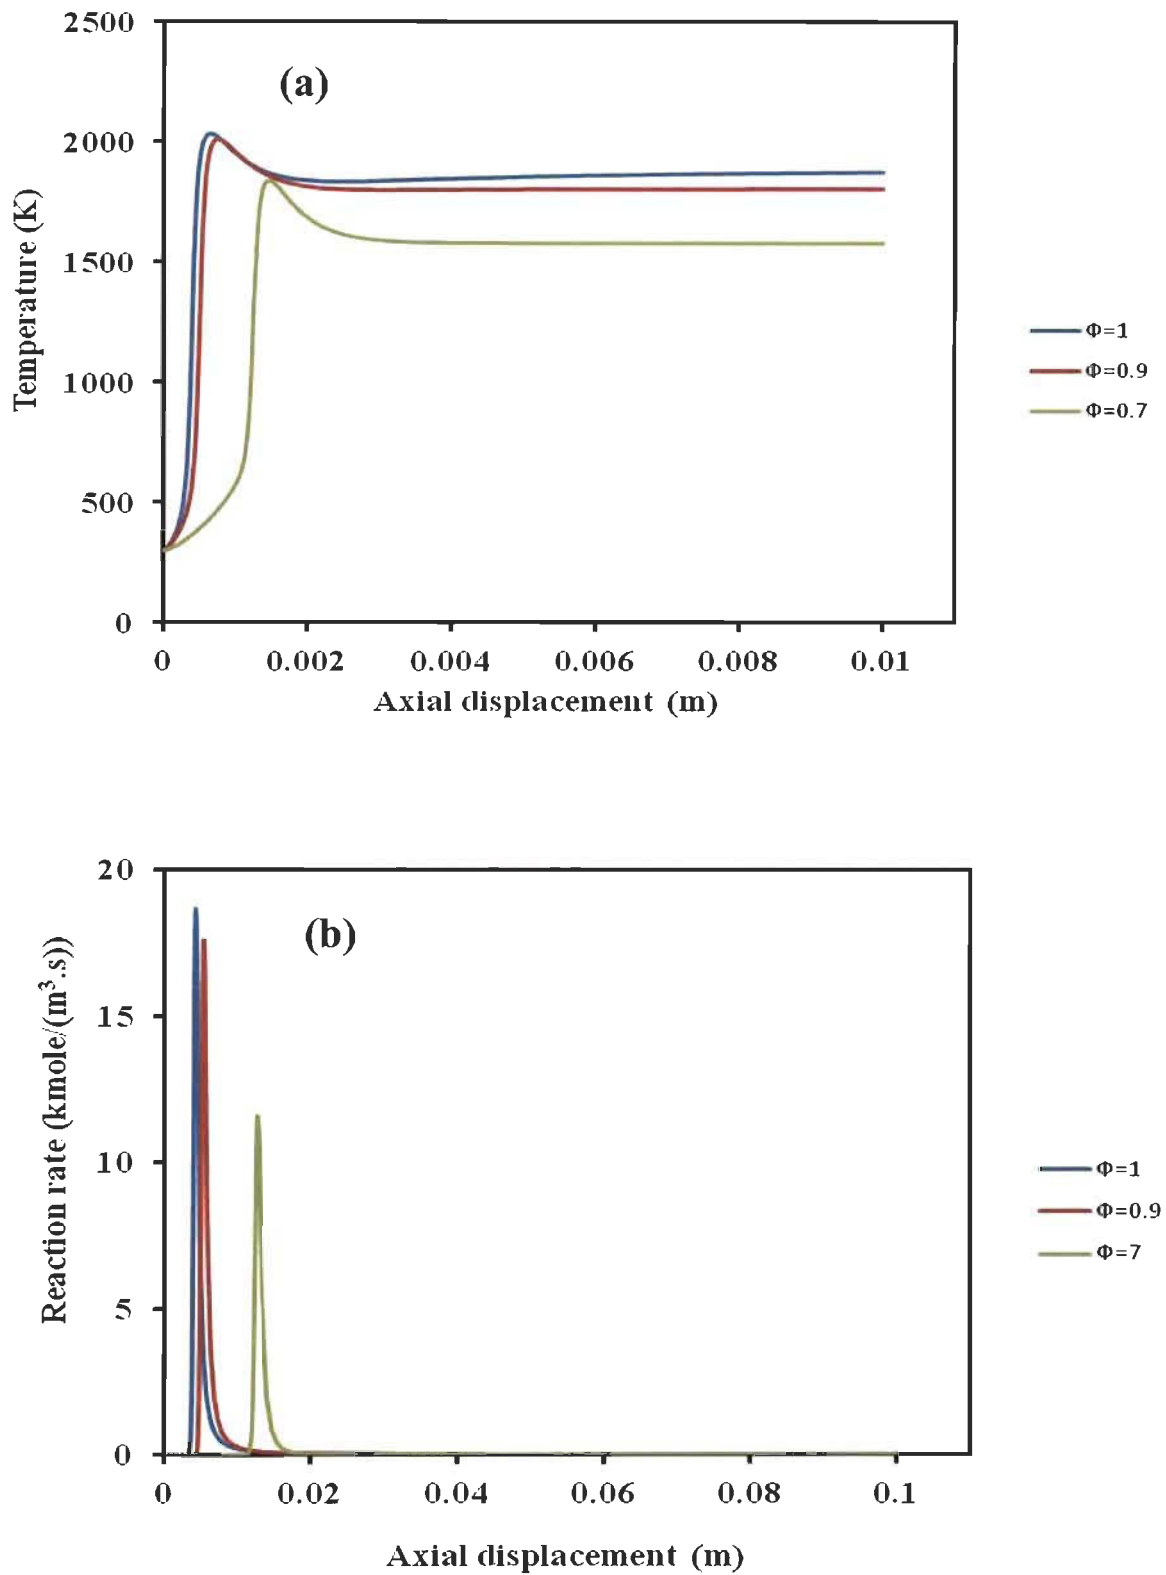 2500
(a)
2000
1500
1000
500
0
Temperature (K)
0 0.002 0.004 0.006 0.008 0.01
Axial displacement (m)
Φ=1
Φ=0.9
Φ=0.7
20
(b)
15
10
5
0
Reaction rate (kmole/(m³.s))
0 0.02 0.04 0.06 0.08 0.1
Axial displacement (m)
Φ=1
Φ=0.9
Φ=7